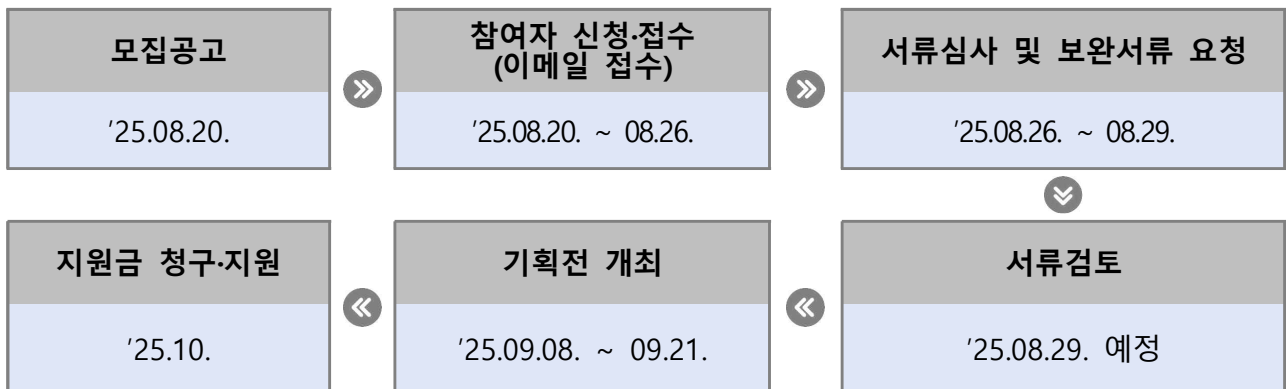 모집공고
'25.08.20.
참여자 신청·접수
(이메일 접수)
'25.08.20. ~ 08.26.
서류심사 및 보완서류 요청
'25.08.26. ~ 08.29.
서류검토
'25.08.29. 예정
기획전 개최
'25.09.08. ~ 09.21.
지원금 청구·지원
'25.10.